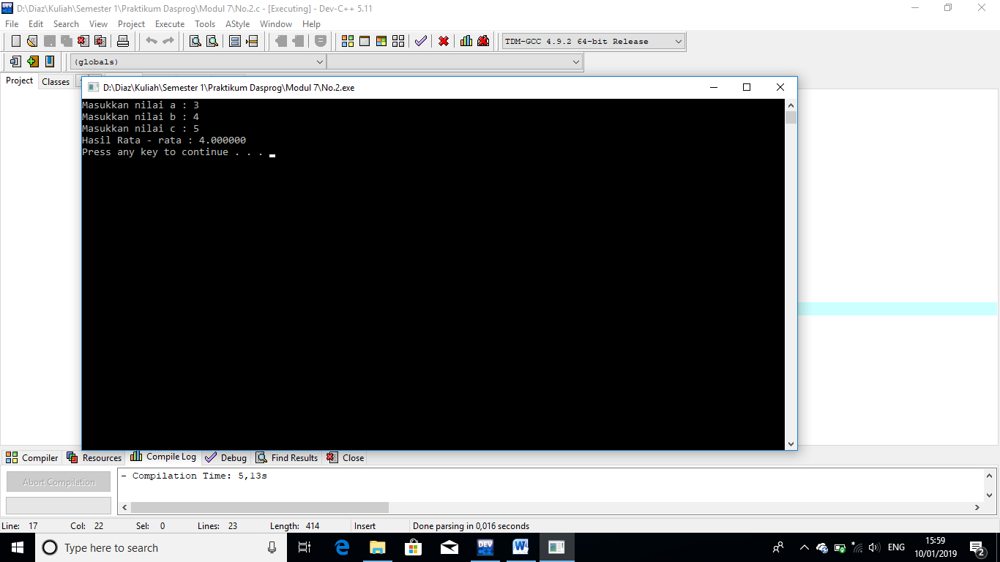 D:\Diaz\Kuliah\Semester 1\Praktikum Dasprog\Modul 7\No.2.c - [Executing] - Dev-C++ 5.11
File Edit Search View Project Execute Tools AStyle Window Help
TDM-GCC 4.9.2 64-bit Release
(globals)
Project Classes
D:\Diaz\Kuliah\Semester 1\Praktikum Dasprog\Modul 7\No.2.exe
Masukkan nilai a : 3
Masukkan nilai b : 4
Masukkan nilai c : 5
Hasil Rata - rata : 4.000000
Press any key to continue . . .
Compiler Resources Compile Log Debug Find Results Close
Abort Compilation
- Compilation Time: 5,13s
Line: 17 Col: 22 Sel: 0 Lines: 23 Length: 414 Insert Done parsing in 0,016 seconds
Type here to search
ENG
15:59
10/01/2019
2